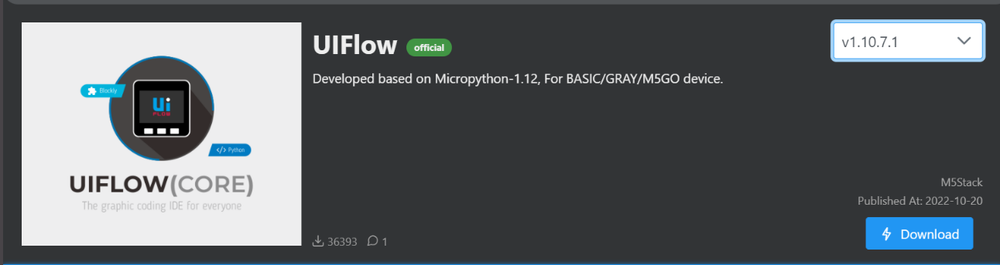 UIFlow official
v1.10.7.1
Developed based on Micropython-1.12, For BASIC/GRAY/M5GO device.
Blockly
Ui
FLOW
</> Python
UIFLOW(CORE)
The graphic coding IDE for everyone
M5Stack
Published At: 2022-10-20
36393 1
Download